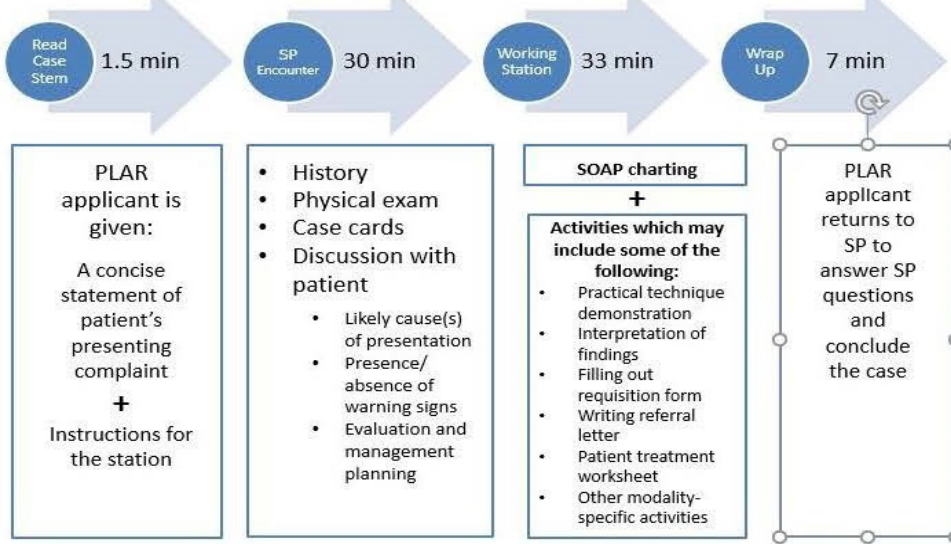 Read
Case
Stem
1.5 min
SP
Encounter
30 min
Working
Station
33 min
Wrap
Up
7 min
PLAR
applicant is
given:
A concise
statement of
patient's
presenting
complaint
+
Instructions for
the station
• History
• Physical exam
• Case cards
• Discussion with
patient
• Likely cause(s)
of presentation
• Presence/
absence of
warning signs
• Evaluation and
management
planning
SOAP charting
+
Activities which may
include some of the
following:
• Practical technique
demonstration
• Interpretation of
findings
• Filling out
requisition form
• Writing referral
letter
• Patient treatment
worksheet
• Other modality-
specific activities
PLAR
applicant
returns to
SP to
answer SP
questions
and
conclude
the case